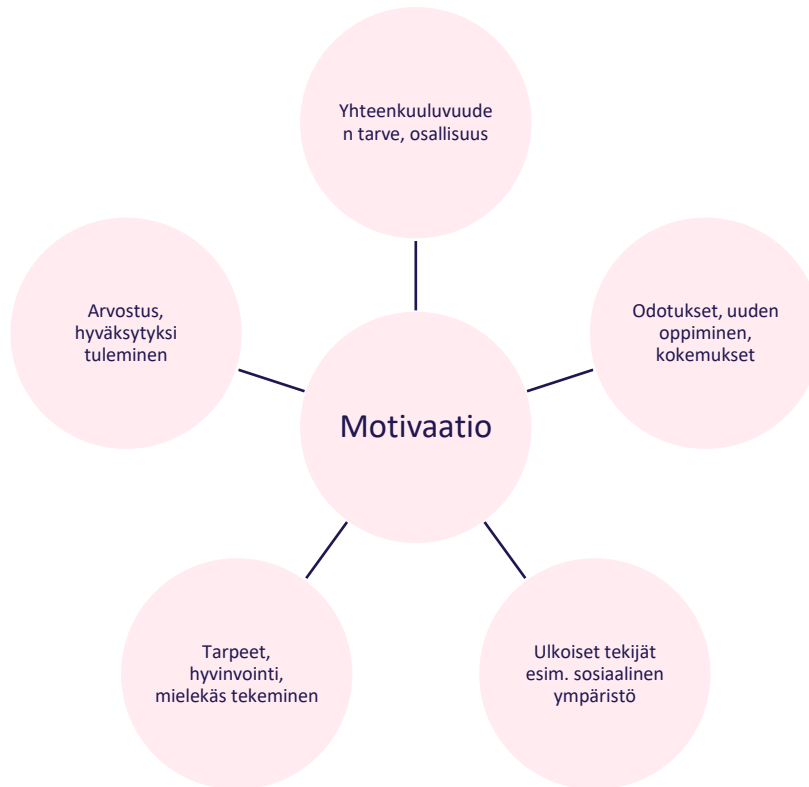 Yhteenkuuluvuude
n tarve, osallisuus
Arvostus,
hyväksytyksi
tuleminen
Odotukset, uuden
oppiminen,
kokemukset
Motivaatio
Tarpeet,
hyvinvointi,
mielekäs tekeminen
Ulkoiset tekijät
esim. sosiaalinen
ympäristö